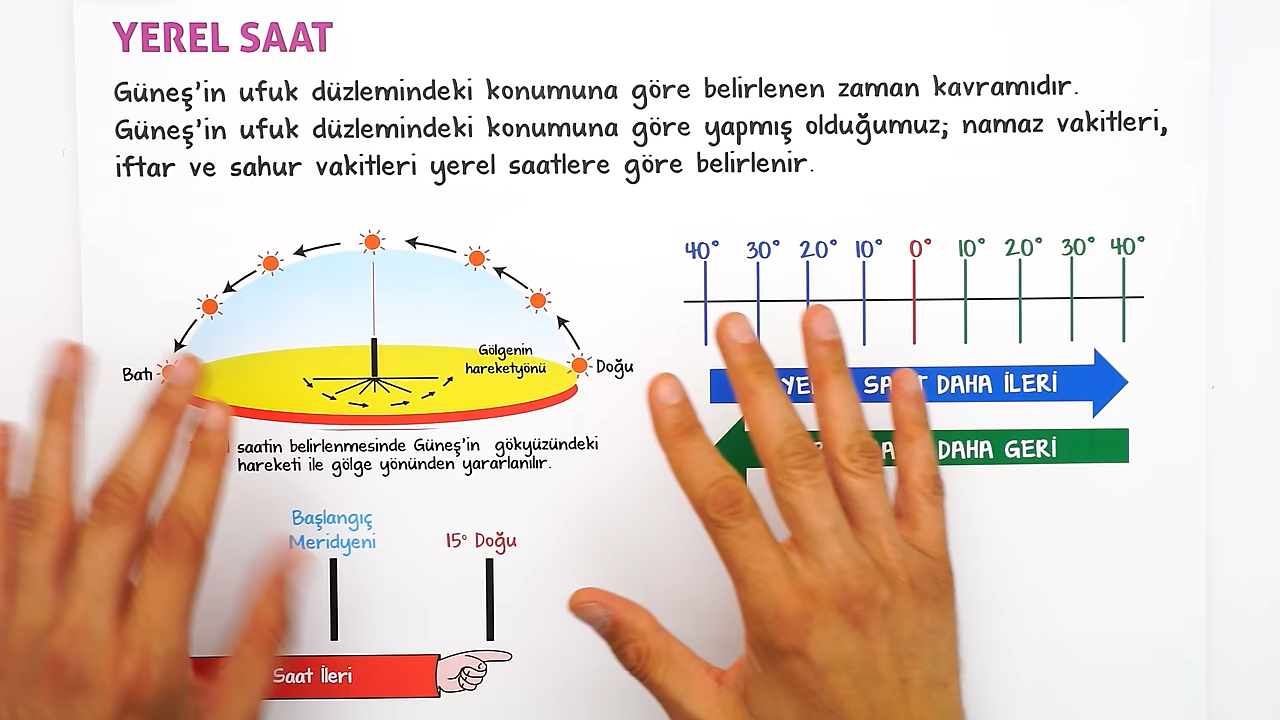 YEREL SAAT
Güneş'in ufuk düzlemindeki konumuna göre belirlenen zaman kavramıdır.
Güneş'in ufuk düzlemindeki konumuna göre yapmış olduğumuz; namaz vakitleri,
iftar ve sahur vakitleri yerel saatlere göre belirlenir.
Batı
Gölgenin
hareketyönü
Doğu
saatin belirlenmesinde Güneş'in gökyüzündeki
hareketi ile gölge yönünden yararlanılır.
40° 30° 20° 10° 0° 10° 20° 30° 40°
DAHA İLERİ
DAHA GERİ
Başlangıç
Meridyeni
15° Doğu
Saat İleri